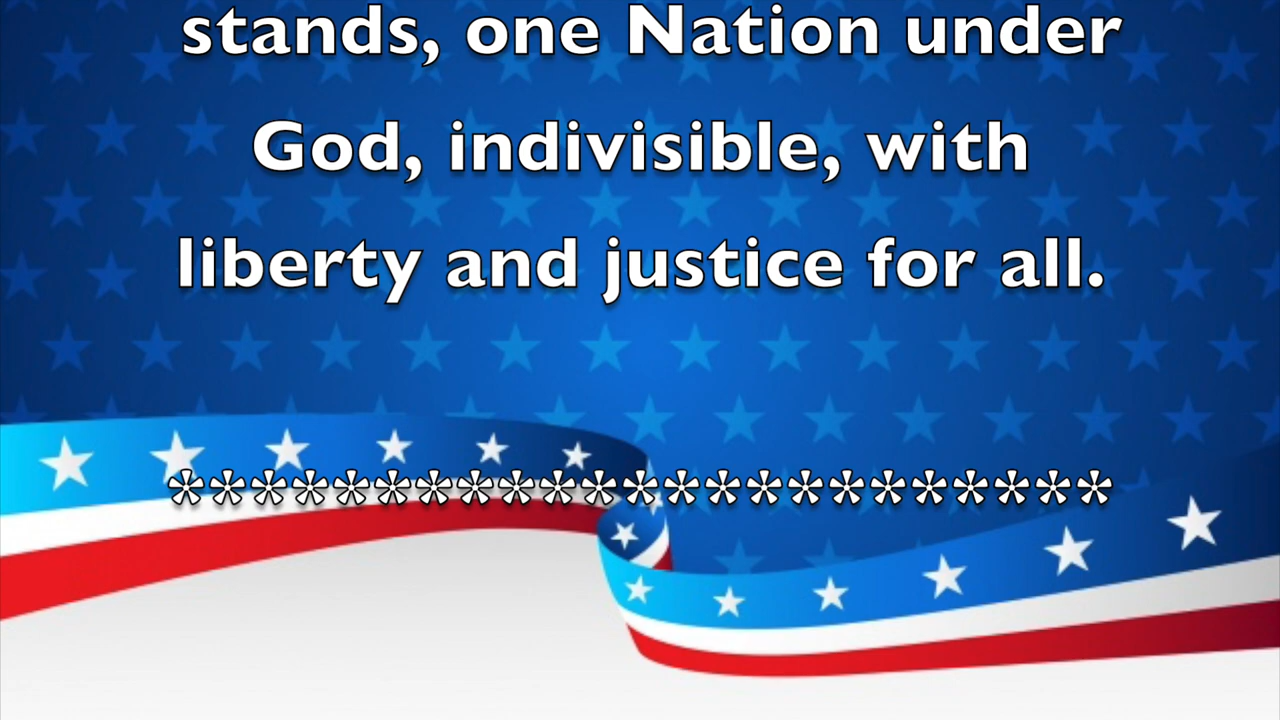 stands, one Nation under
God, indivisible, with
liberty and justice for all.
***********************